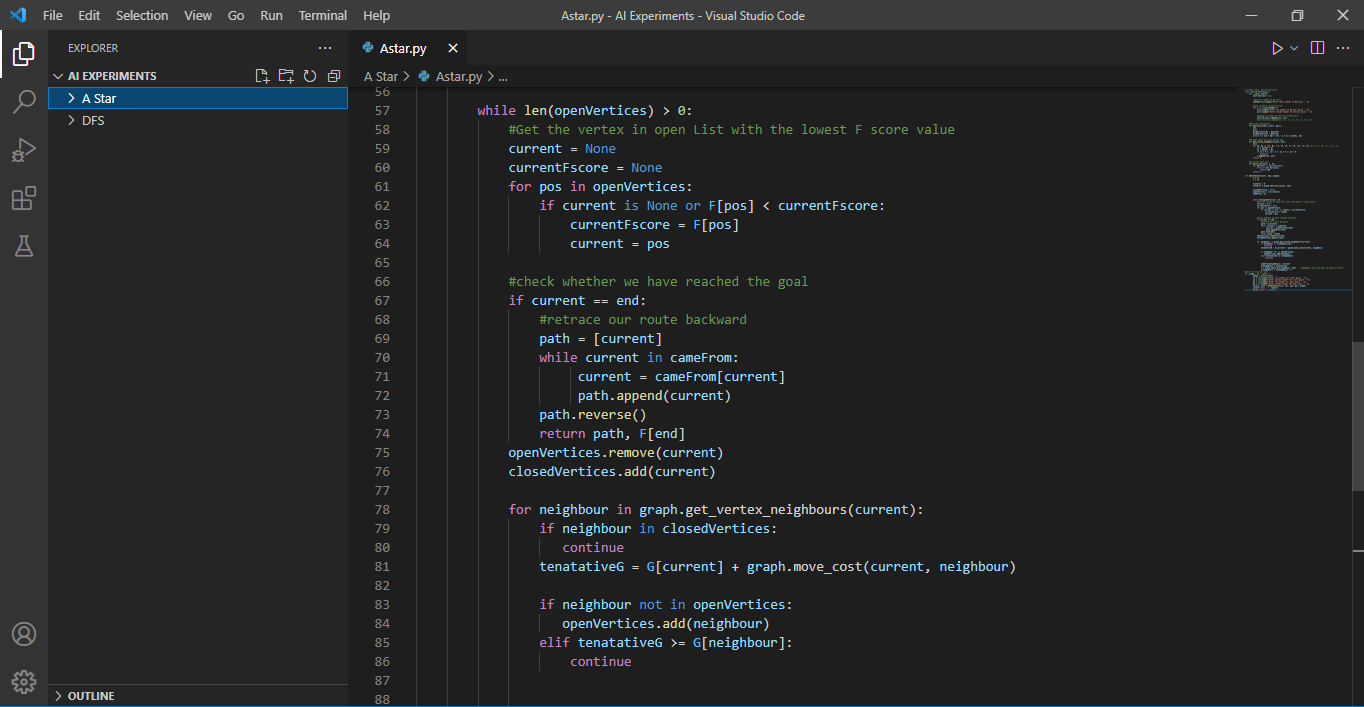 File Edit Selection View Go Run Terminal Help
Astar.py - AI Experiments - Visual Studio Code
EXPLORER
AI EXPERIMENTS
A Star
DFS
OUTLINE
Astar.py
A Star > Astar.py > ...
56
57 while len(openVertices) > 0:
58 #Get the vertex in open List with the lowest F score value
59 current = None
60 currentFscore = None
61 for pos in openVertices:
62 if current is None or F[pos] < currentFscore:
63 currentFscore = F[pos]
64 current = pos
65
66 #check whether we have reached the goal
67 if current == end:
68 #retrace our route backward
69 path = [current]
70 while current in cameFrom:
71 current = cameFrom[current]
72 path.append(current)
73 path.reverse()
74 return path, F[end]
75 openVertices.remove(current)
76 closedVertices.add(current)
77
78 for neighbour in graph.get_vertex_neighbours(current):
79 if neighbour in closedVertices:
80 continue
81 tenatativeG = G[current] + graph.move_cost(current, neighbour)
82
83 if neighbour not in openVertices:
84 openVertices.add(neighbour)
85 elif tenatativeG >= G[neighbour]:
86 continue
87
88